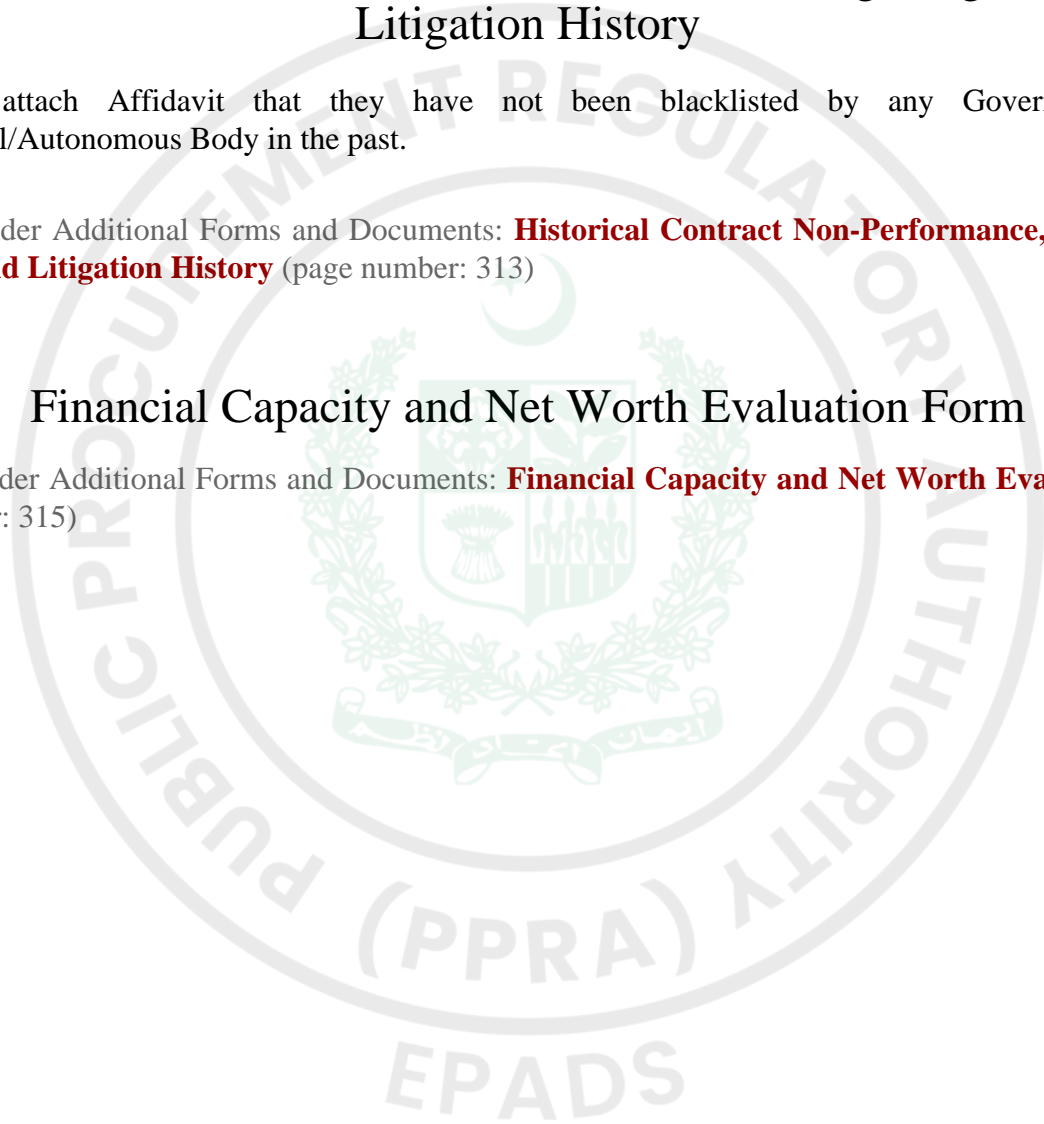 Litigation History
attach Affidavit that they have not been blacklisted by any Govern
l/Autonomous Body in the past.
der Additional Forms and Documents: Historical Contract Non-Performance,
d Litigation History (page number: 313)
Financial Capacity and Net Worth Evaluation Form
der Additional Forms and Documents: Financial Capacity and Net Worth Eva
: 315)
PUBLIC PROCUREMENT REGULATORY AUTHORITY
(PPRA)
EPADS